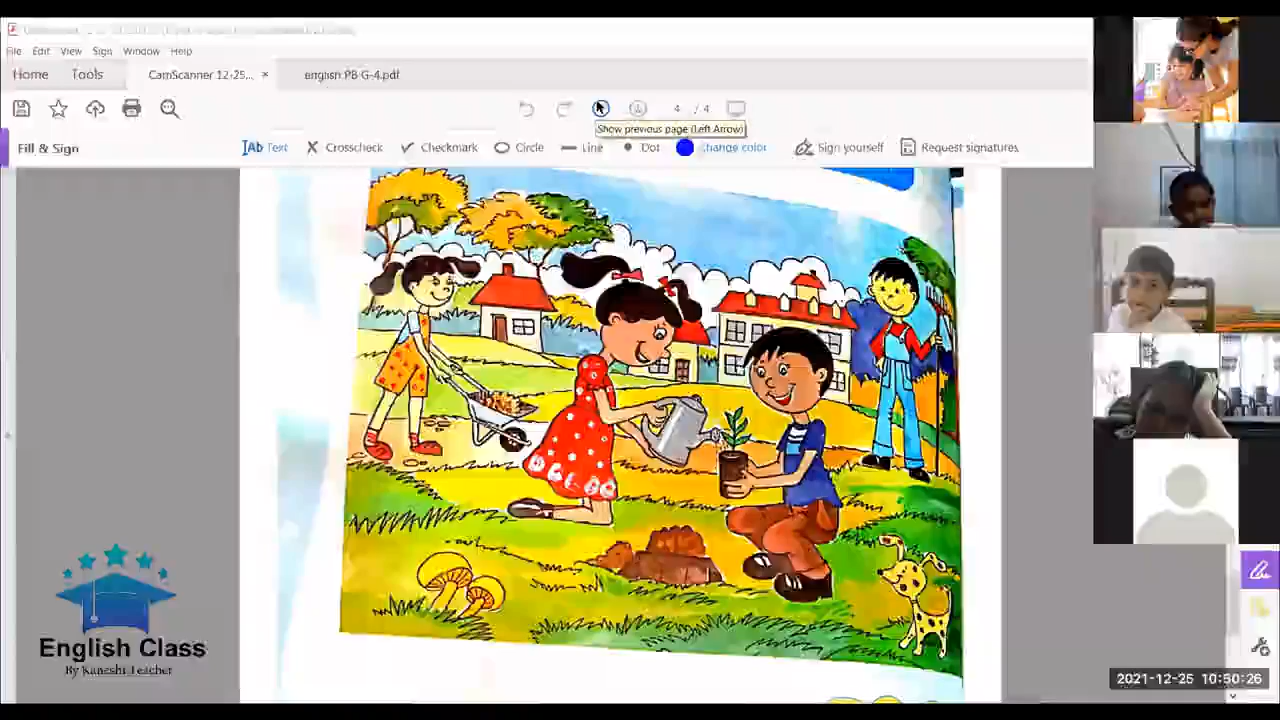 File Edit View Sign Window Help
Home Tools CamScanner 12-25,... × english PB G-4.pdf
4 / 4
Show previous page (Left Arrow)
Fill & Sign Text Crosscheck Checkmark Circle Line Dot Change color Sign yourself Request signatures
English Class
By Kaneshi Teacher
2021-12-25 10:50:26